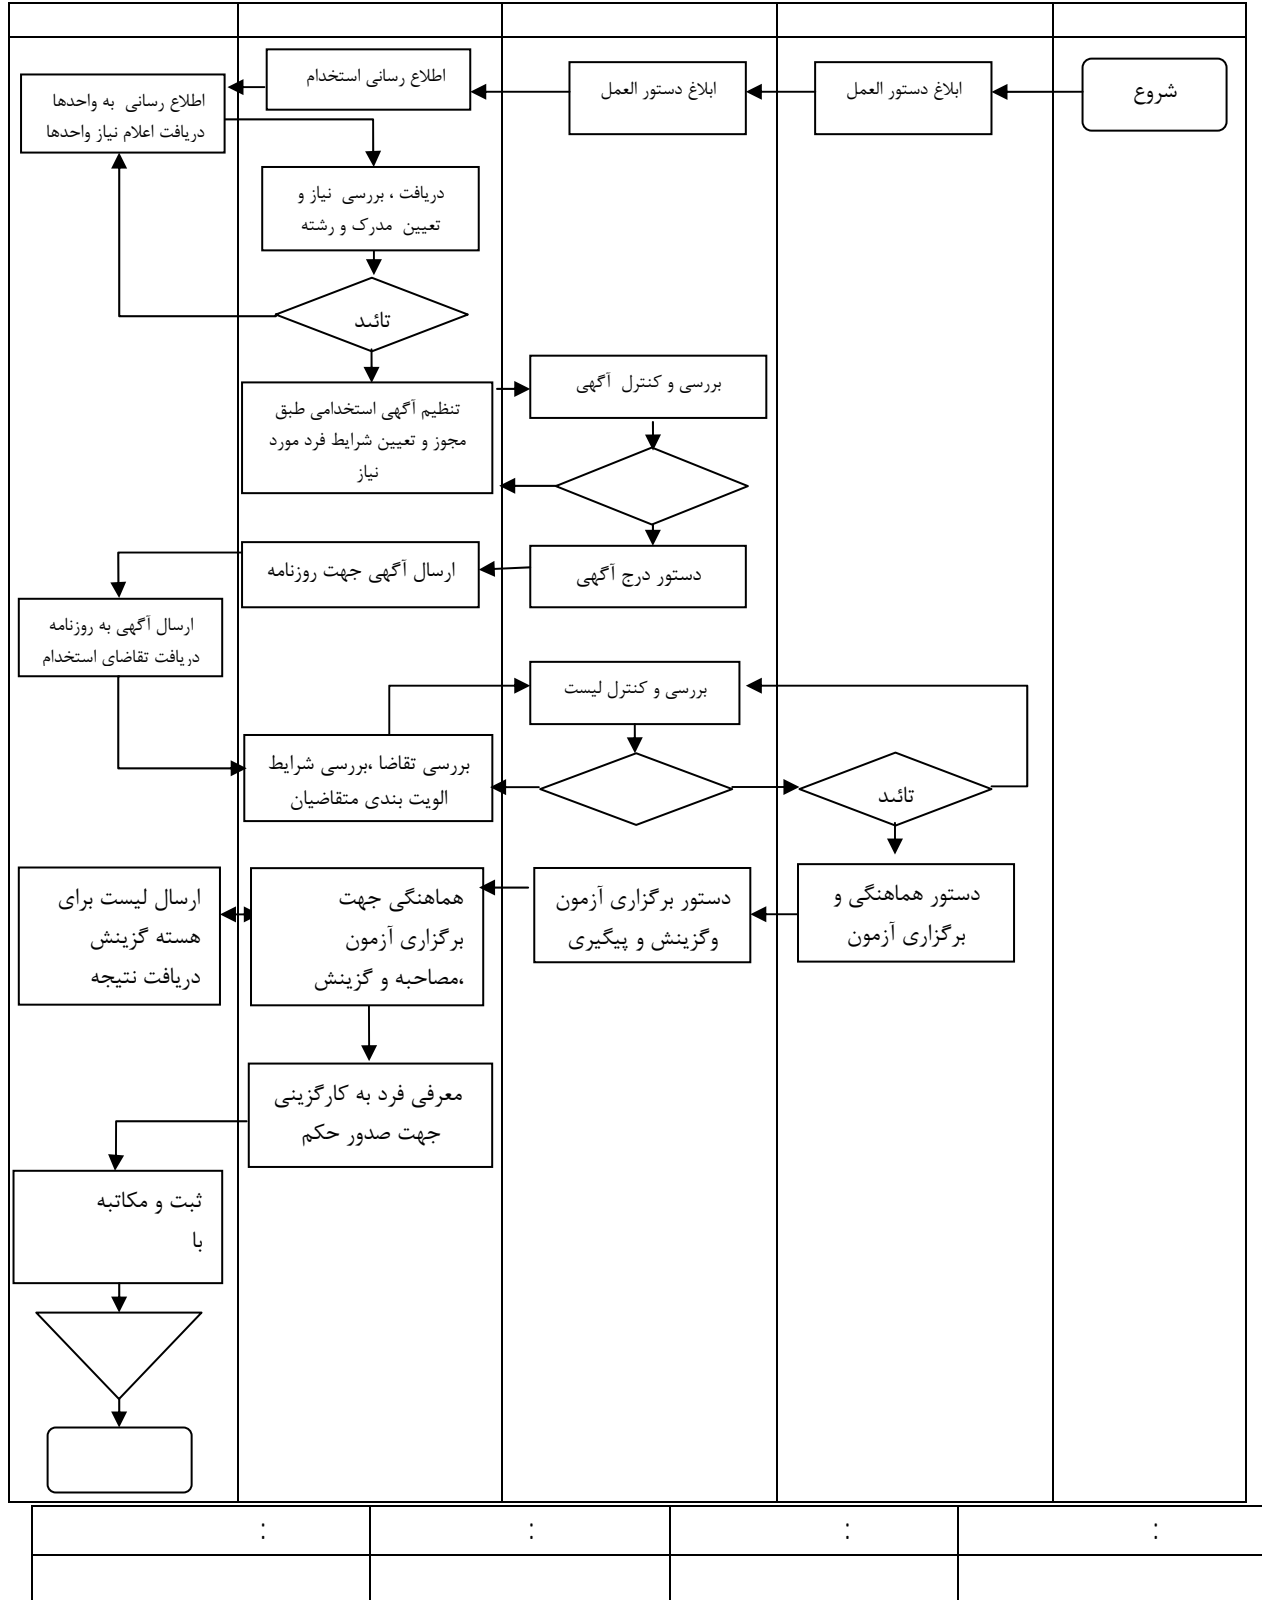 شروع
ابلاغ دستور العمل
ابلاغ دستور العمل
اطلاع رسانی استخدام
اطلاع رسانی به واحدها
دریافت اعلام نیاز واحدها
دریافت ، بررسی نیاز و
تعیین مدرک و رشته
تائید
تنظیم آگهی استخدامی طبق
مجوز و تعیین شرایط فرد مورد
نیاز
بررسی و کنترل آگهی
دستور درج آگهی
ارسال آگهی جهت روزنامه
ارسال آگهی به روزنامه
دریافت تقاضای استخدام
بررسی تقاضا ،بررسی شرایط
الویت بندی متقاضیان
بررسی و کنترل لیست
تائید
دستور هماهنگی و
برگزاری آزمون
دستور برگزاری آزمون
وگزینش و پیگیری
هماهنگی جهت
برگزاری آزمون
،مصاحبه و گزینش
ارسال لیست برای
هسته گزینش
دریافت نتیجه
معرفی فرد به کارگزینی
جهت صدور حکم
ثبت و مکاتبه
با
: : : :